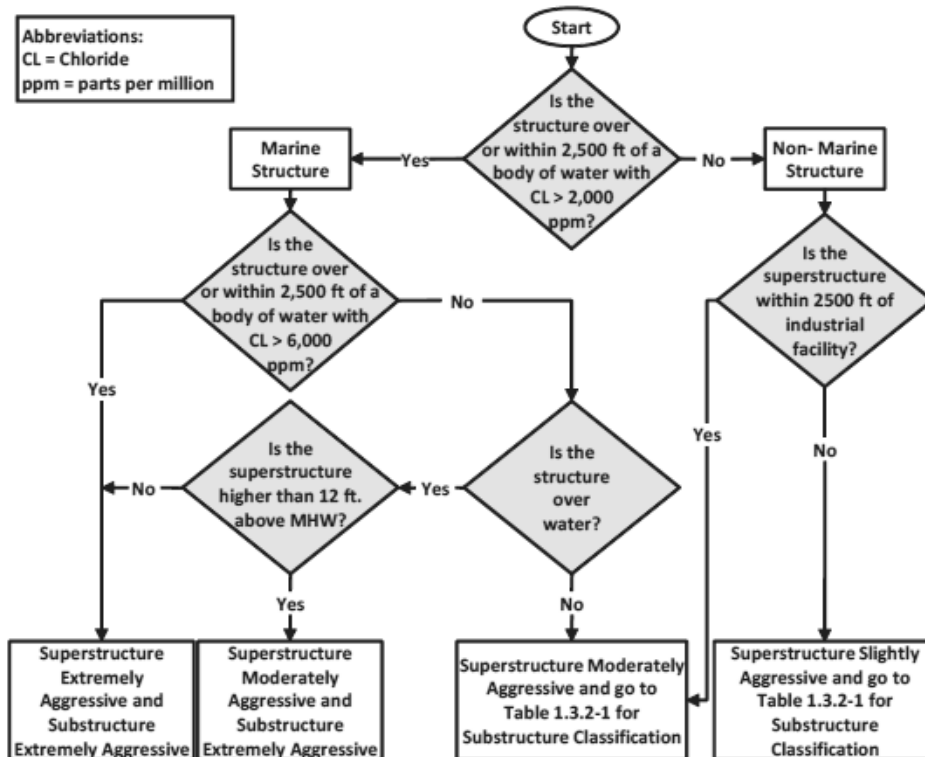 Abbreviations:
CL = Chloride
ppm = parts per million
Start
Is the
structure over
or within 2,500 ft of a
body of water with
CL > 2,000
ppm?
Yes
No
Marine
Structure
Non- Marine
Structure
Is the
structure over
or within 2,500 ft of a
body of water with
CL > 6,000
ppm?
No
Yes
Is the
superstructure
within 2500 ft of
industrial
facility?
Yes
No
Is the
superstructure
higher than 12 ft.
above MHW?
No
Yes
Is the
structure
over
water?
Yes
No
Superstructure
Extremely
Aggressive and
Substructure
Extremely Aggressive
Superstructure
Moderately
Aggressive and
Substructure
Extremely Aggressive
Superstructure Moderately
Aggressive and go to
Table 1.3.2-1 for
Substructure Classification
Superstructure Slightly
Aggressive and go to
Table 1.3.2-1 for
Substructure
Classification